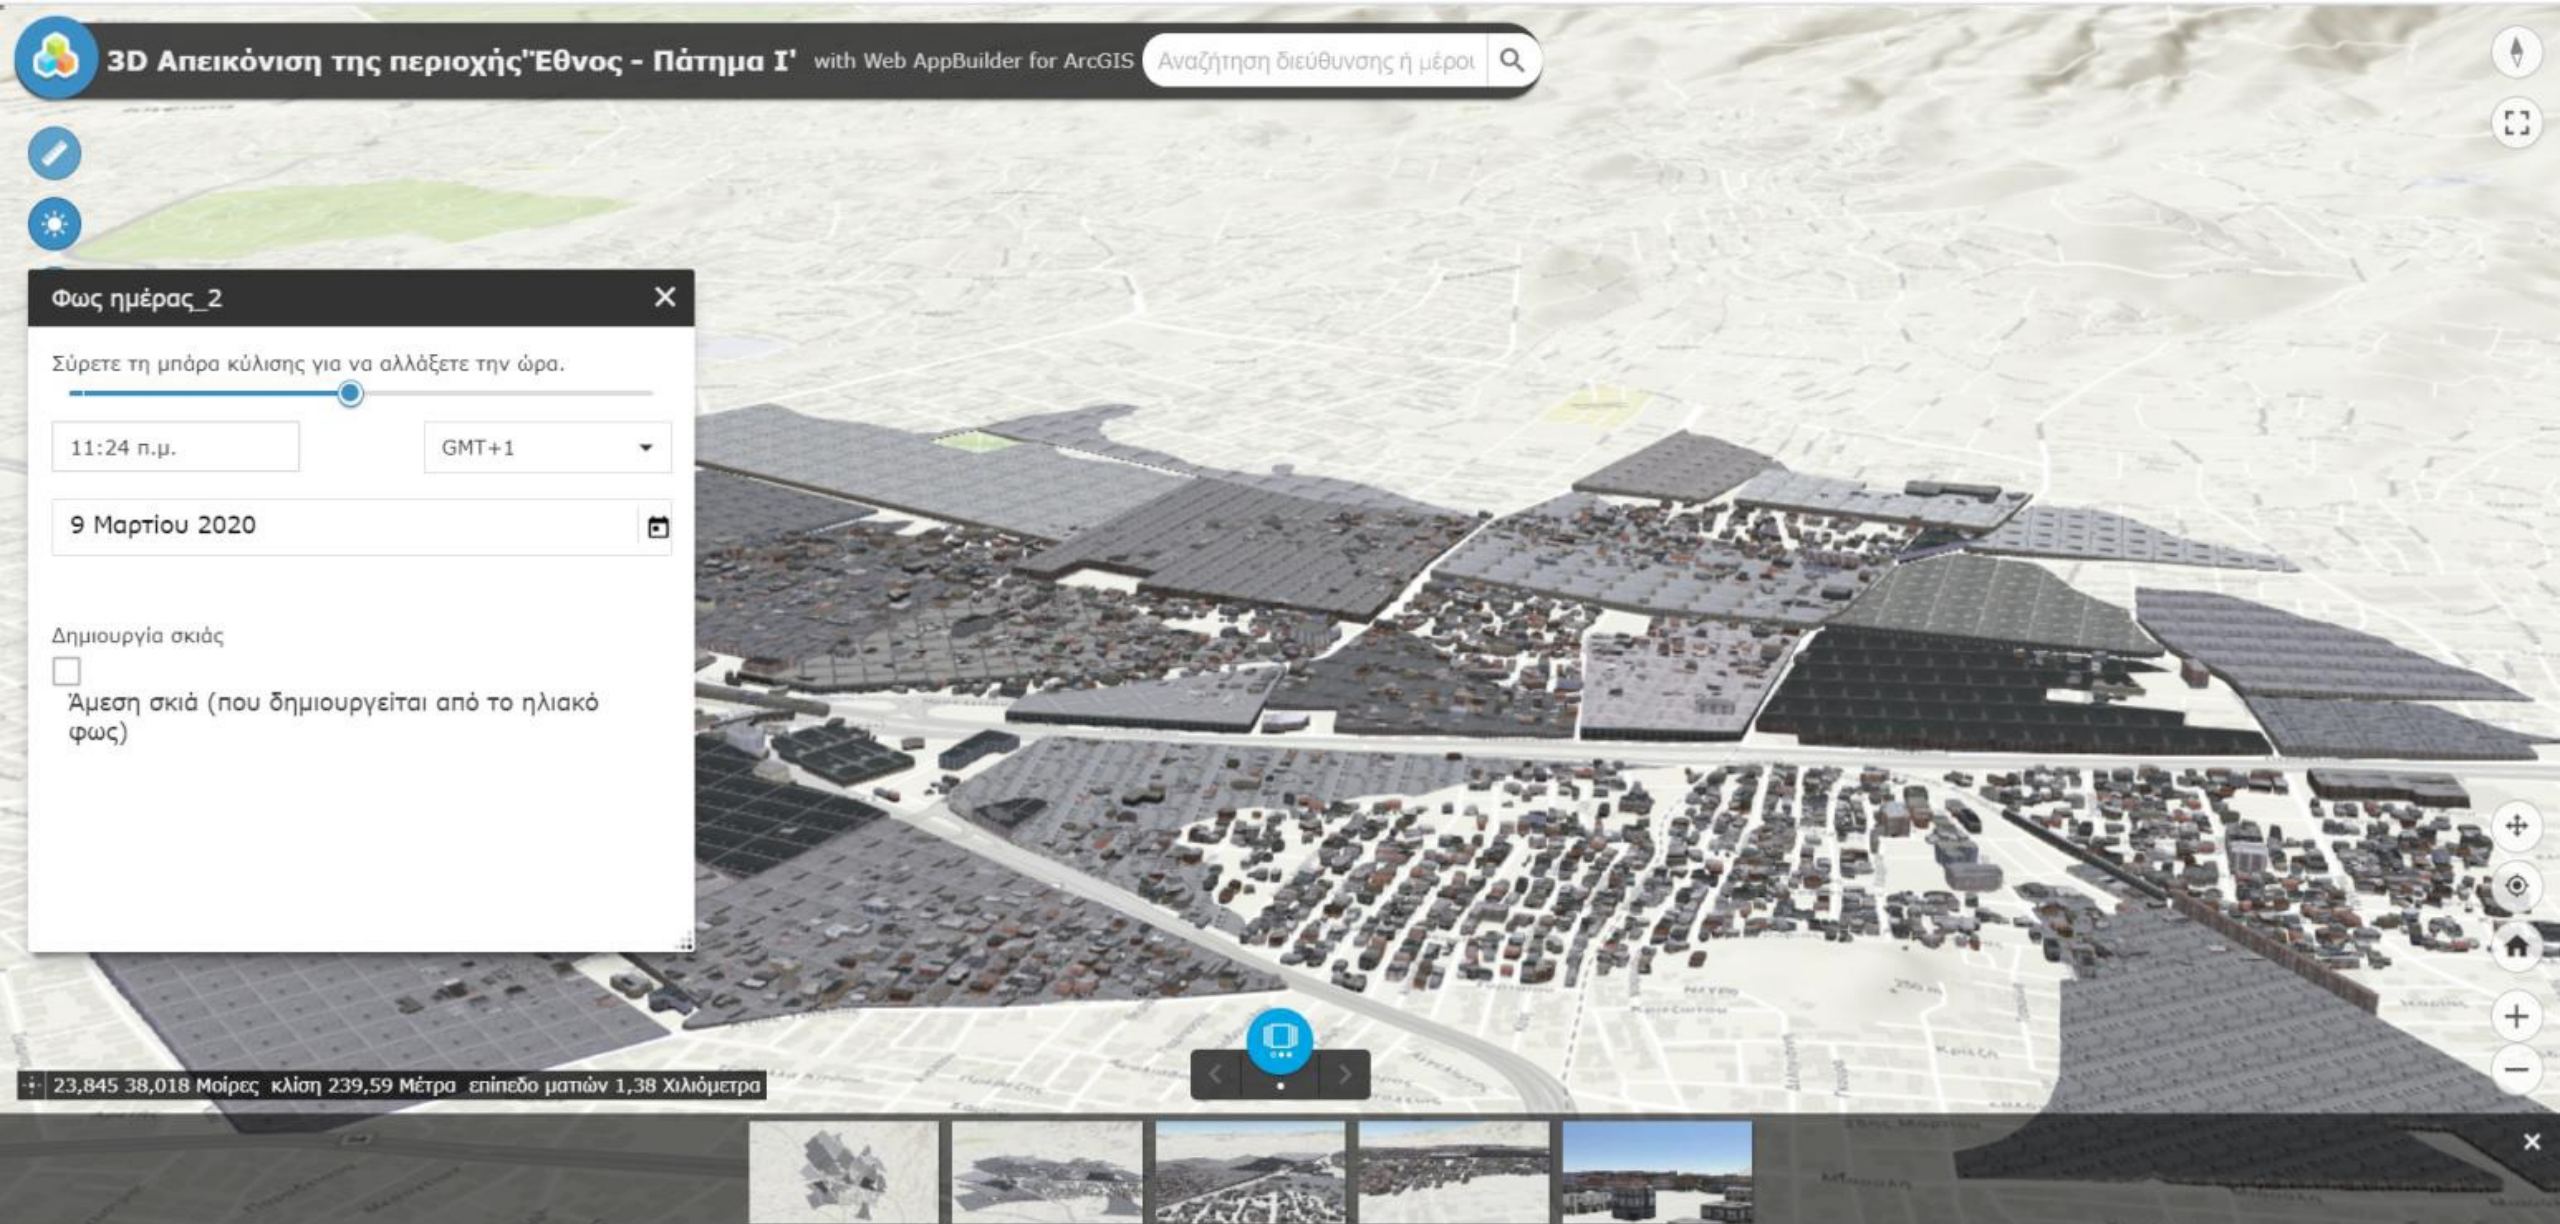 3D Απεικόνιση της περιοχής"Έθνος - Πάτημα Ι' with Web AppBuilder for ArcGIS Αναζήτηση διεύθυνσης ή μέρου
Φως ημέρας_2
Σύρετε τη μπάρα κύλισης για να αλλάξετε την ώρα.
11:24 π.μ. GMT+1
9 Μαρτίου 2020
Δημιουργία σκιάς
Άμεση σκιά (που δημιουργείται από το ηλιακό
φως)
23,845 38,018 Μοίρες κλίση 239,59 Μέτρα επίπεδο ματιών 1,38 Χιλιόμετρα